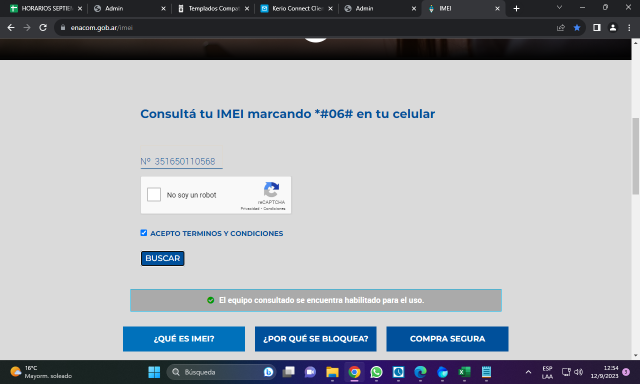 HORARIOS SEPTIEM
Admin
Templados Compat
Kerio Connect Clien
Admin
IMEI
enacom.gob.ar/imei
Consultá tu IMEI marcando *#06# en tu celular
Nº 351650110568
No soy un robot
reCAPTCHA
Privacidad - Condiciones
ACEPTO TERMINOS Y CONDICIONES
BUSCAR
El equipo consultado se encuentra habilitado para el uso.
¿QUÉ ES IMEI?
¿POR QUÉ SE BLOQUEA?
COMPRA SEGURA
16°C
Mayorm. soleado
Búsqueda
ESP
LAA
12:54
12/9/2023